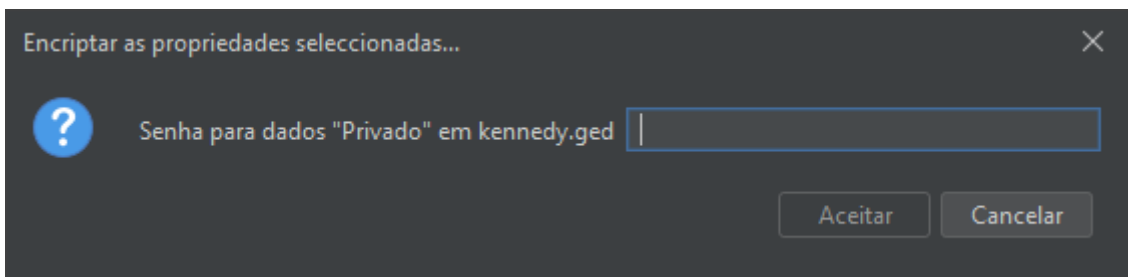 Encriptar as propriedades seleccionadas...
Senha para dados "Privado" em kennedy.ged
Aceitar Cancelar